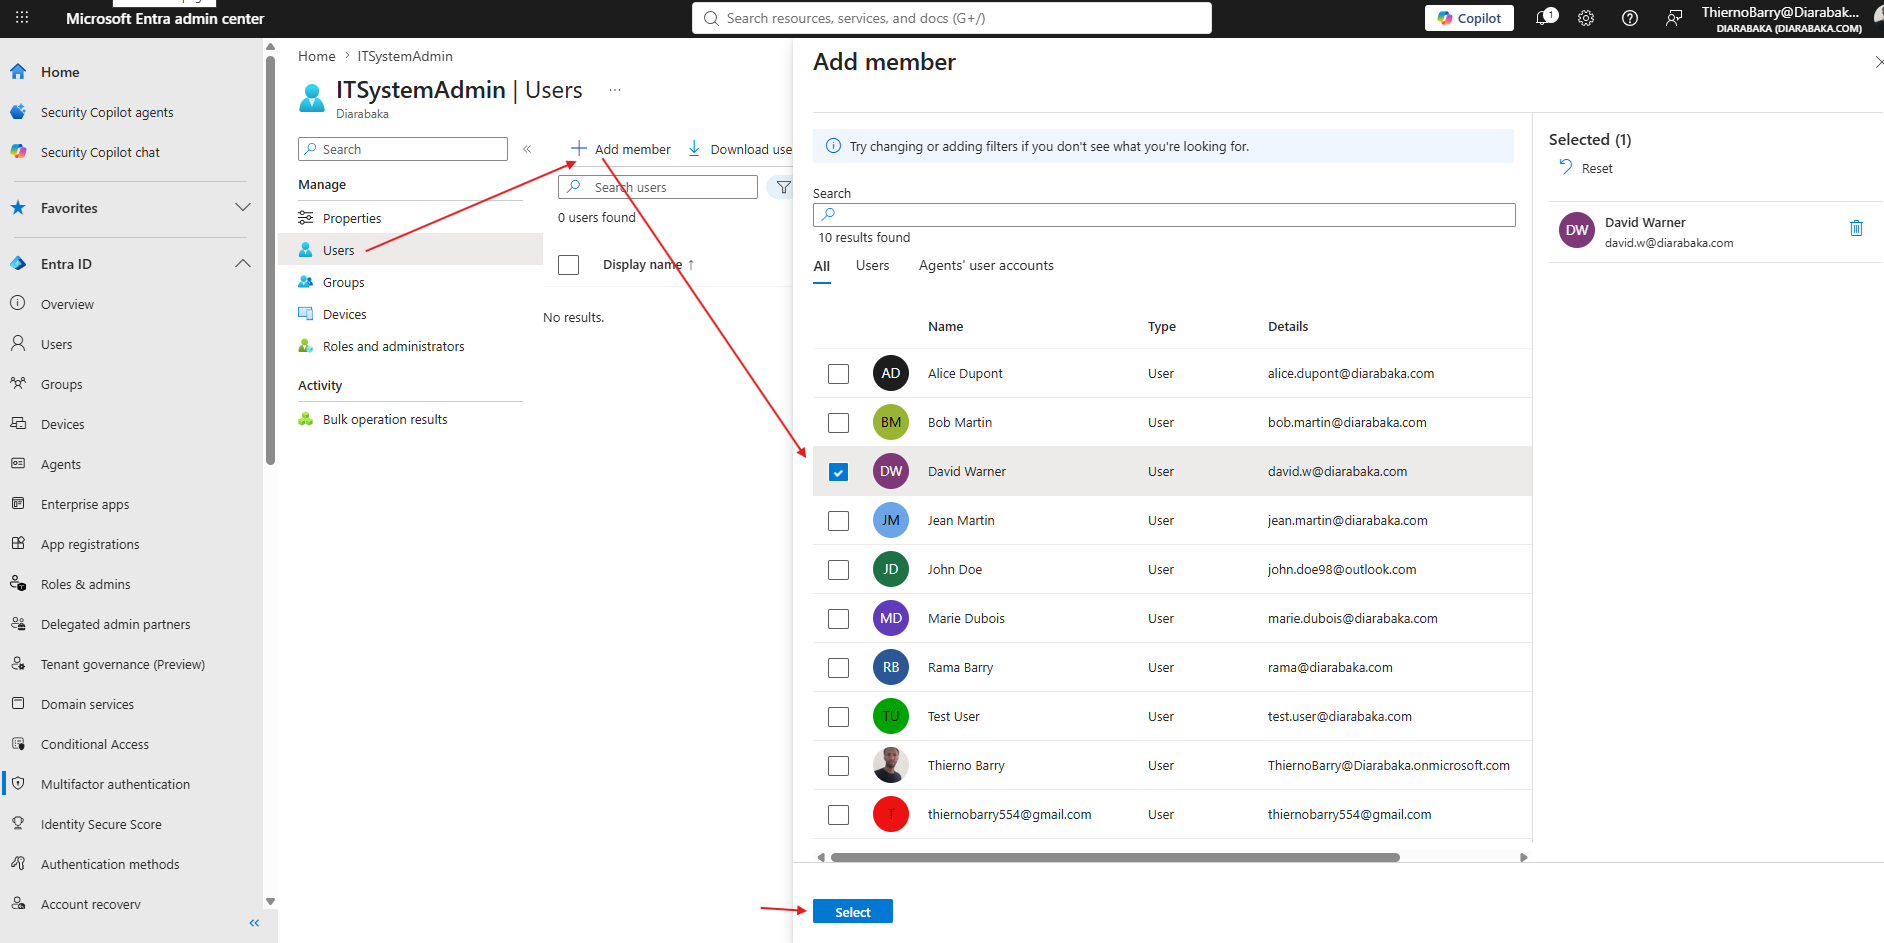 Microsoft Entra admin center
Search resources, services, and docs (G+/)
Copilot
1
ThiernoBarry@Diarabak...
DIARABAKA (DIARABAKA.COM)
Home
Security Copilot agents
Security Copilot chat
Favorites
Entra ID
Overview
Users
Groups
Devices
Agents
Enterprise apps
App registrations
Roles & admins
Delegated admin partners
Tenant governance (Preview)
Domain services
Conditional Access
Multifactor authentication
Identity Secure Score
Authentication methods
Account recovery
Home > ITSystemAdmin
ITSystemAdmin | Users ...
Diarabaka
Search
Manage
Properties
Users
Groups
Devices
Roles and administrators
Activity
Bulk operation results
Add member
Download use
Search users
0 users found
Display name ↑
No results.
Add member
Try changing or adding filters if you don't see what you're looking for.
Search
10 results found
All Users Agents' user accounts
Name Type Details
AD Alice Dupont User alice.dupont@diarabaka.com
BM Bob Martin User bob.martin@diarabaka.com
DW David Warner User david.w@diarabaka.com
JM Jean Martin User jean.martin@diarabaka.com
JD John Doe User john.doe98@outlook.com
MD Marie Dubois User marie.dubois@diarabaka.com
RB Rama Barry User rama@diarabaka.com
TU Test User User test.user@diarabaka.com
Thierno Barry User ThiernoBarry@Diarabaka.onmicrosoft.com
T thiernobarry554@gmail.com User thiernobarry554@gmail.com
Select
Selected (1)
Reset
DW David Warner
david.w@diarabaka.com